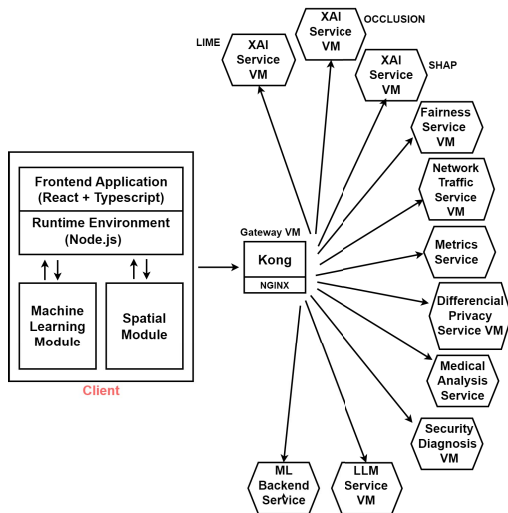 LIME
XAI
Service
VM
XAI
Service
VM
OCCLUSION
XAI
Service
VM
SHAP
Fairness
Service
VM
Network
Traffic
Service
VM
Metrics
Service
Differencial
Privacy
Service VM
Medical
Analysis
Service
Security
Diagnosis
VM
LLM
Service
VM
ML
Backend
Service
Gateway VM
Kong
NGINX
Frontend Application
(React + Typescript)
Runtime Environment
(Node.js)
Machine
Learning
Module
Spatial
Module
Client